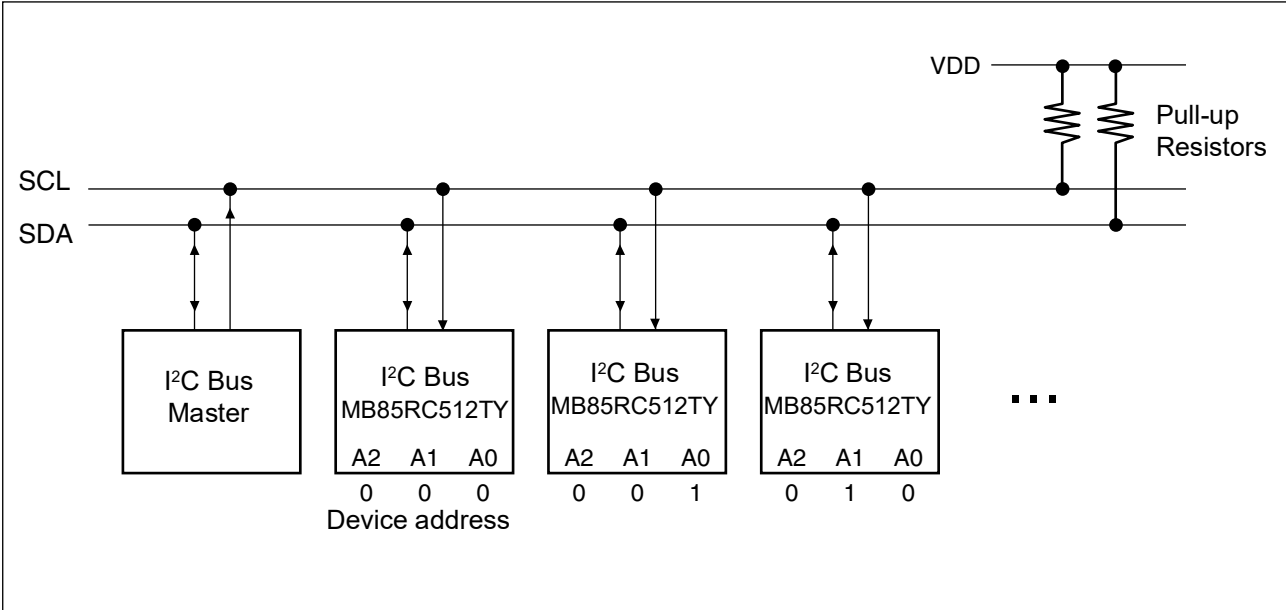 VDD
Pull-up
Resistors
SCL
SDA
I²C Bus
Master
I²C Bus
MB85RC512TY
A2 A1 A0
0 0 0
Device address
I²C Bus
MB85RC512TY
A2 A1 A0
0 0 1
I²C Bus
MB85RC512TY
A2 A1 A0
0 1 0
...